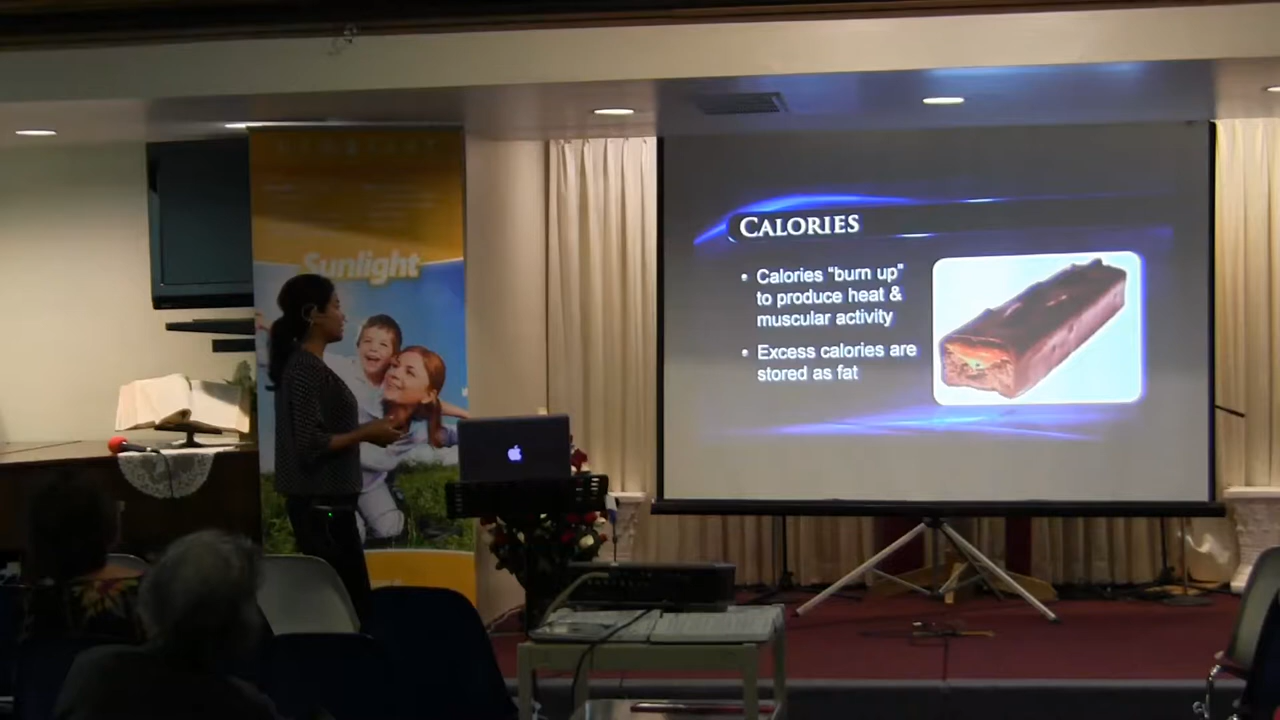 Sunlight
CALORIES
• Calories “burn up”
to produce heat &
muscular activity
• Excess calories are
stored as fat